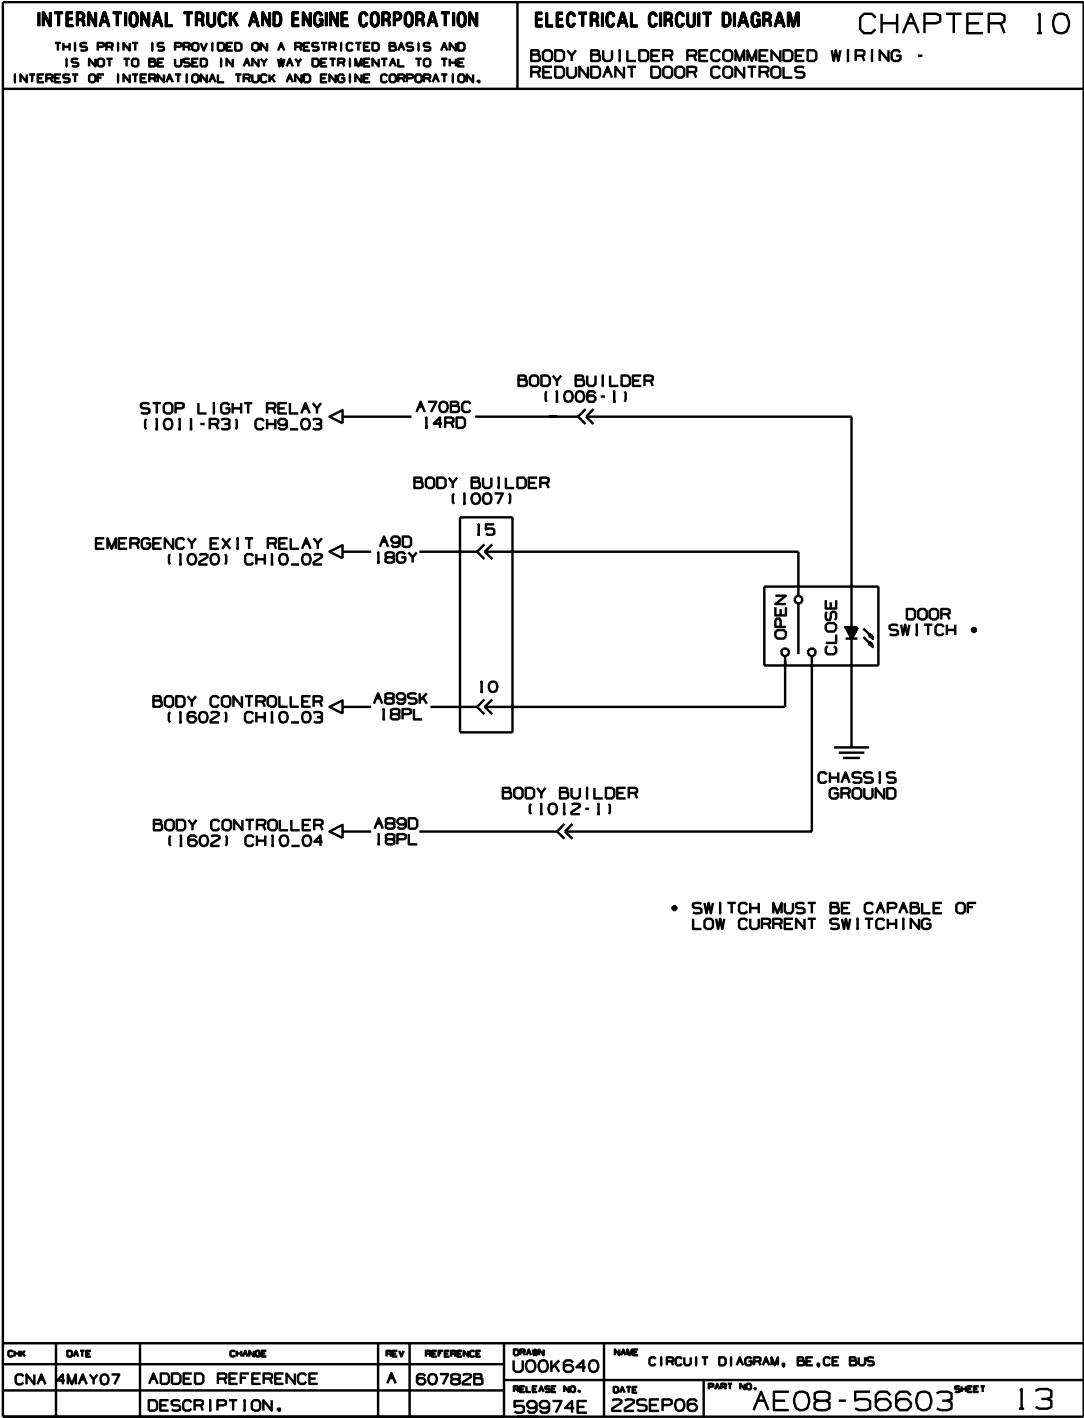 INTERNATIONAL TRUCK AND ENGINE CORPORATION
THIS PRINT IS PROVIDED ON A RESTRICTED BASIS AND
IS NOT TO BE USED IN ANY WAY DETRIMENTAL TO THE
INTEREST OF INTERNATIONAL TRUCK AND ENGINE CORPORATION.
ELECTRICAL CIRCUIT DIAGRAM
CHAPTER 10
BODY BUILDER RECOMMENDED WIRING -
REDUNDANT DOOR CONTROLS
BODY BUILDER
(1006-1)
STOP LIGHT RELAY
(1011-R3) CH9_03
A70BC
14RD
BODY BUILDER
(1007)
15
EMERGENCY EXIT RELAY
(1020) CH10_02
A9D
18GY
OPEN
CLOSE
DOOR
SWITCH •
10
BODY CONTROLLER
(1602) CH10_03
A89SK
18PL
CHASSIS
GROUND
BODY BUILDER
(1012-1)
BODY CONTROLLER
(1602) CH10_04
A89D
18PL
• SWITCH MUST BE CAPABLE OF
LOW CURRENT SWITCHING
CHK DATE CHANGE REV REFERENCE
CNA 4MAY07 ADDED REFERENCE A 60782B
DESCRIPTION.
DRAWN
U00K640
NAME
CIRCUIT DIAGRAM, BE,CE BUS
RELEASE NO.
59974E
DATE
22SEP06
PART NO.
AE08-56603
SHEET
13